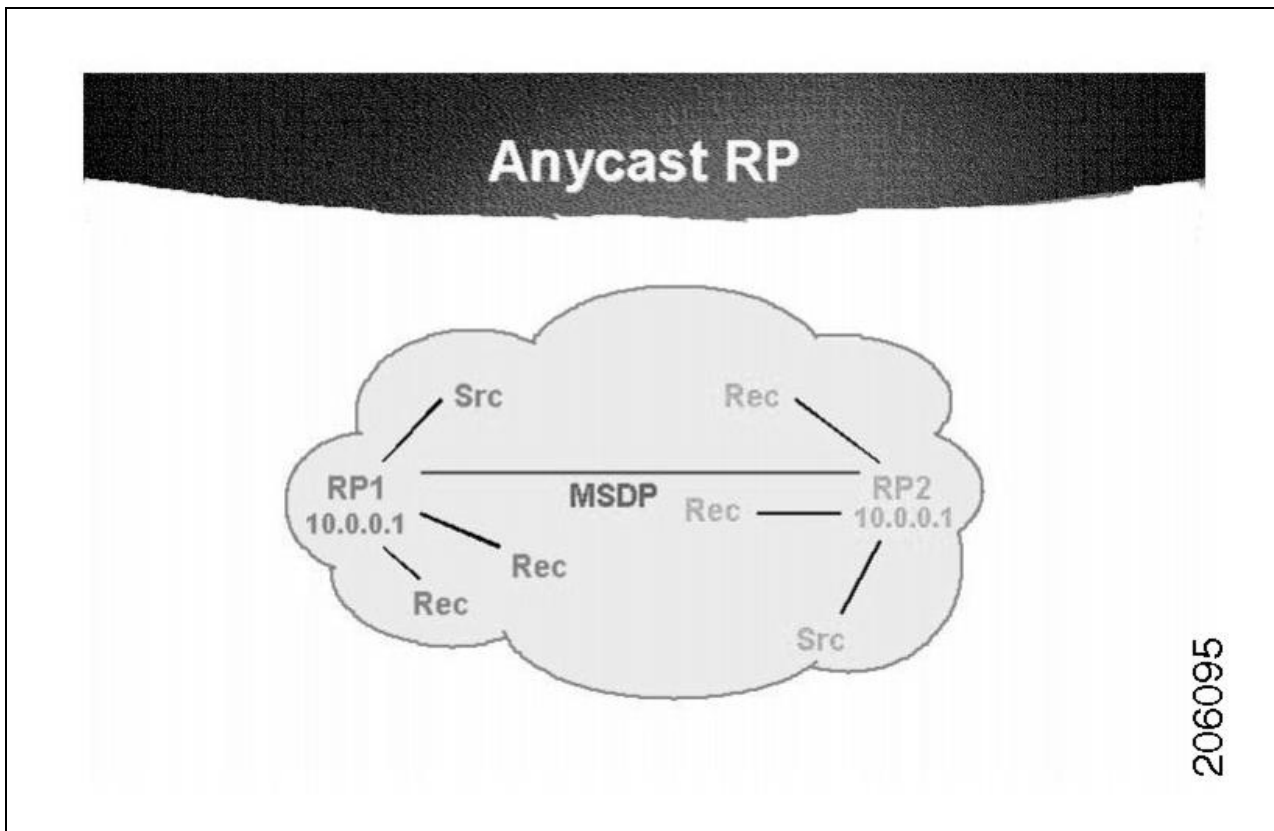 Anycast RP
Src
Rec
RP1
10.0.0.1
MSDP
Rec
RP2
10.0.0.1
Rec
Rec
Src
206095